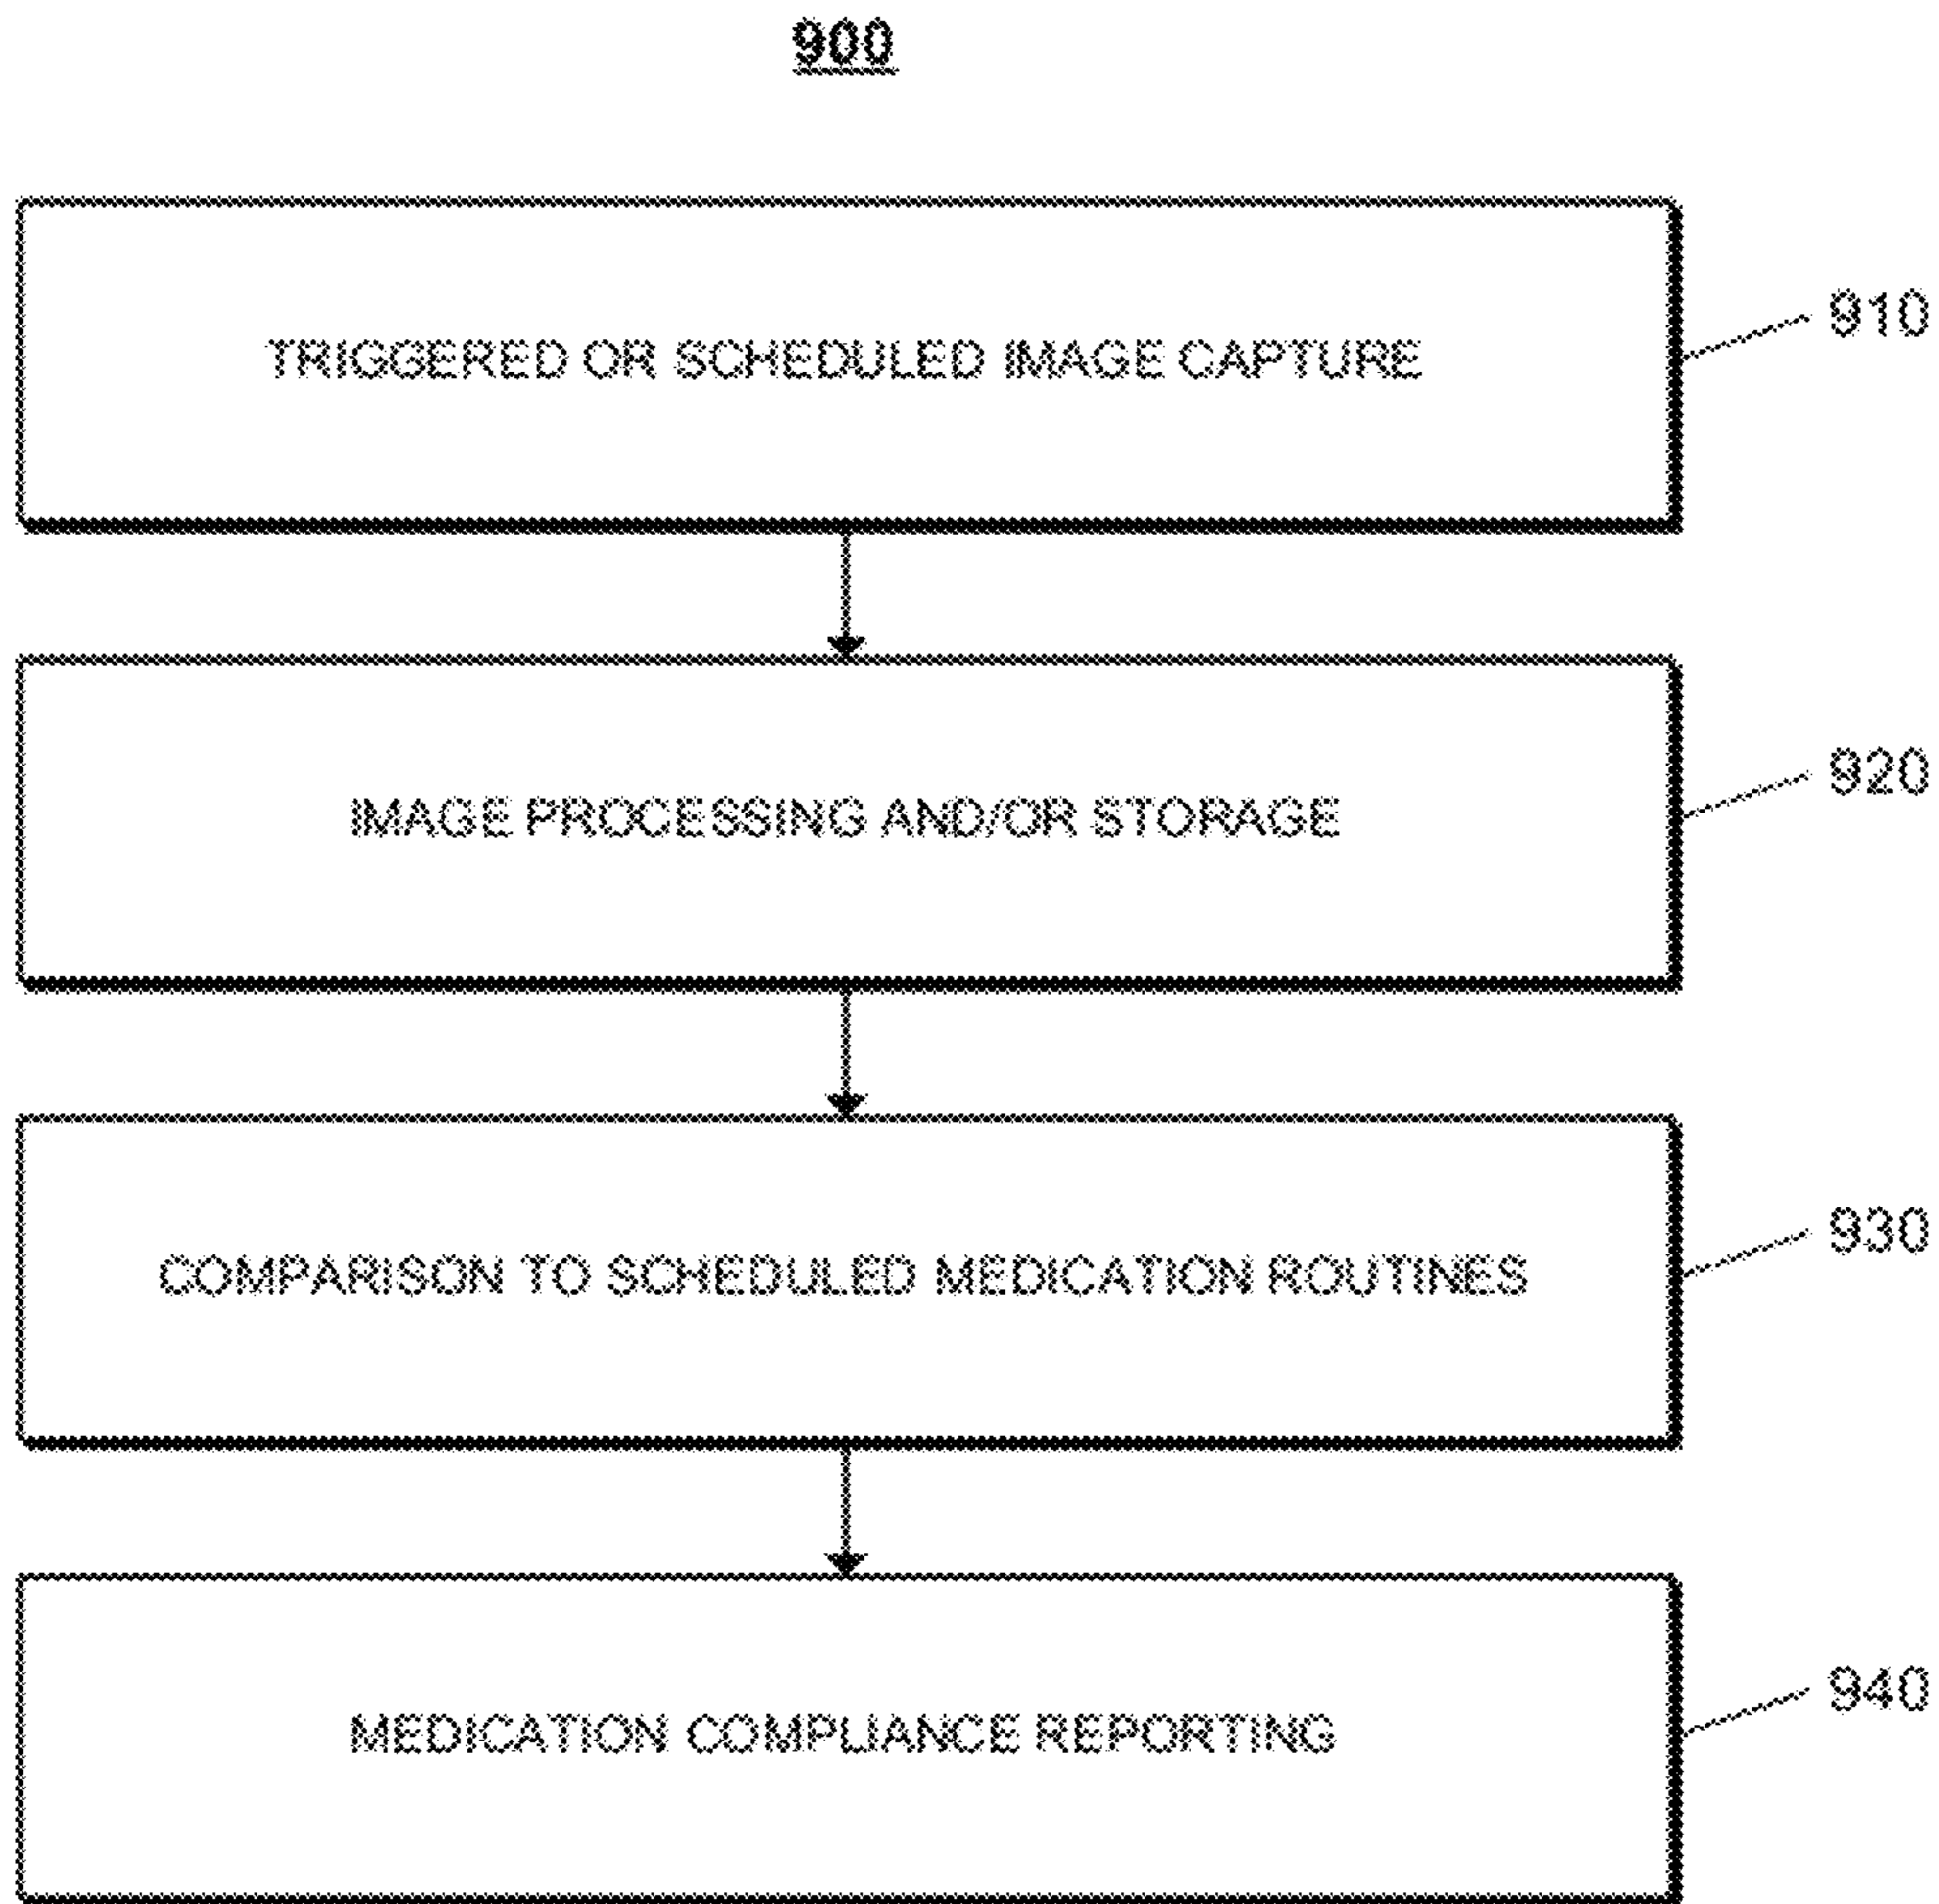 900
TRIGGERED OR SCHEDULED IMAGE CAPTURE
910
IMAGE PROCESSING AND/OR STORAGE
920
COMPARISON TO SCHEDULED MEDICATION ROUTINES
930
MEDICATION COMPLIANCE REPORTING
940